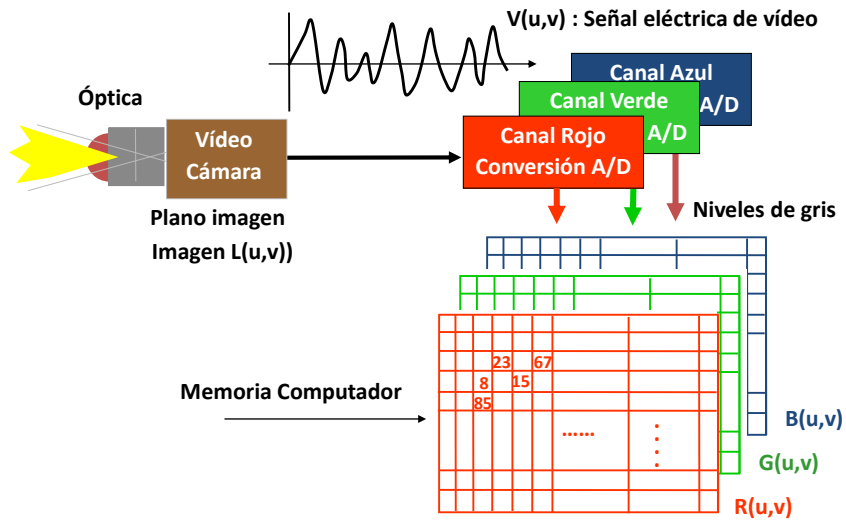 V(u,v) : Señal eléctrica de vídeo
Óptica
Vídeo
Cámara
Plano imagen
Imagen L(u,v))
Canal Azul
A/D
Canal Verde
A/D
Canal Rojo
Conversión A/D
Niveles de gris
Memoria Computador
23 67
8 15
85
......
B(u,v)
G(u,v)
R(u,v)